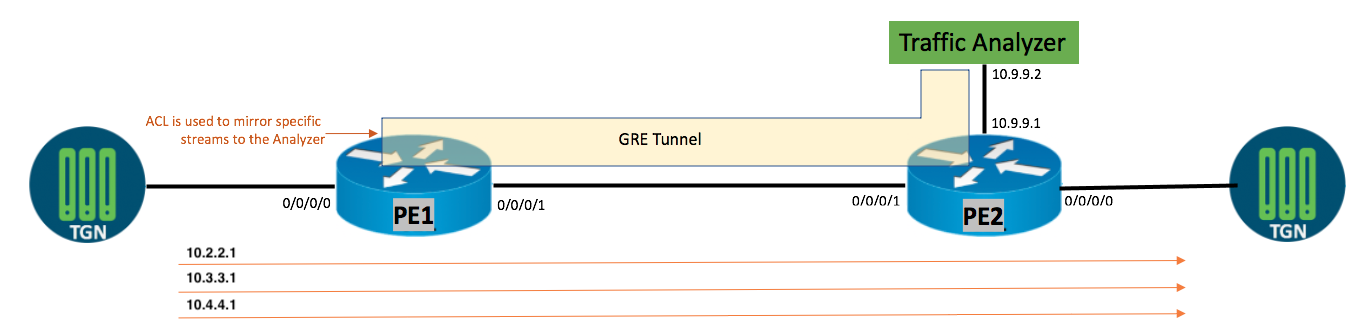 Traffic Analyzer
10.9.9.2
ACL is used to mirror specific
streams to the Analyzer
10.9.9.1
GRE Tunnel
TGN
0/0/0/0
PE1
0/0/0/1
0/0/0/1
PE2
0/0/0/0
TGN
10.2.2.1
10.3.3.1
10.4.4.1